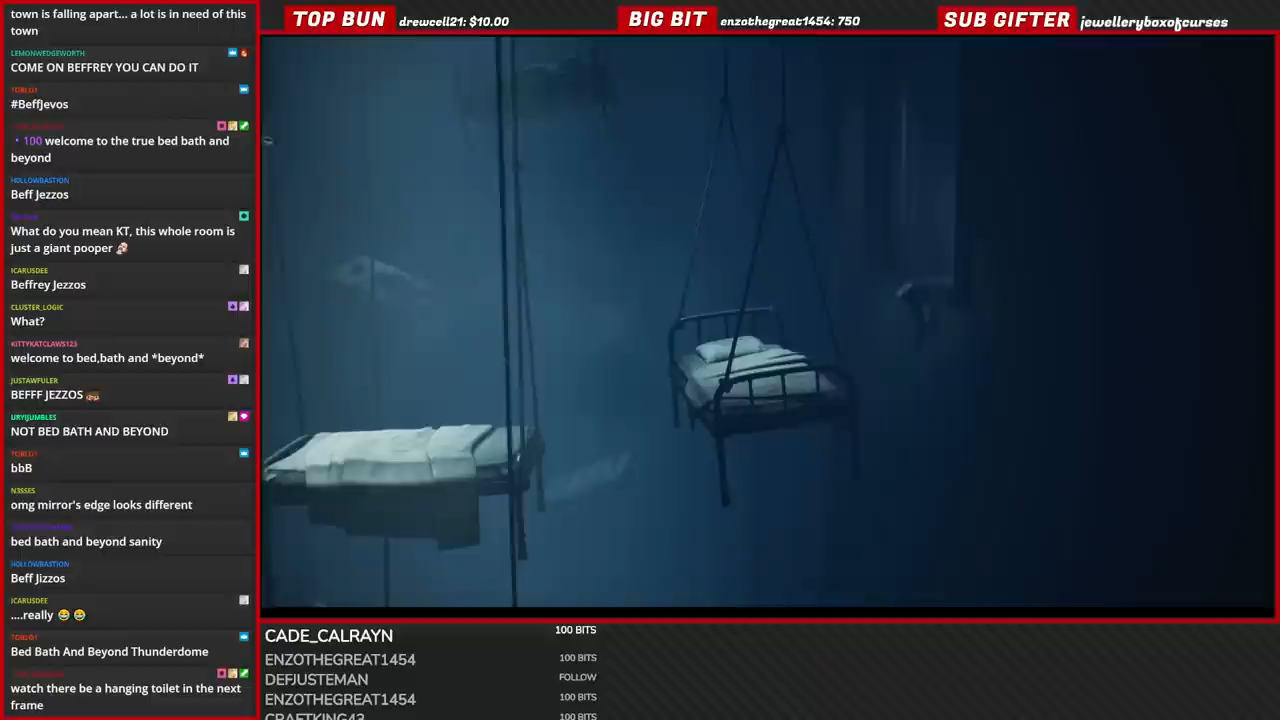 TOP BUN drewcell21: $10.00 BIG BIT enzothegreat1454: 750 SUB GIFTER jewelleryboxofcurses
town is falling apart... a lot is in need of this
town
LEMONWEDGEWORTH
COME ON BEFFREY YOU CAN DO IT
TOBLO1
#BeffJevos
100 welcome to the true bed bath and
beyond
HOLLOWBASTION
Beff Jezzos
What do you mean KT, this whole room is
just a giant pooper
ICARUSDEE
Beffrey Jezzos
CLUSTER_LOGIC
What?
KITTYKATCLAWS123
welcome to bed,bath and *beyond*
JUSTAWFULER
BEFFF JEZZOS
URYIJUMBLES
NOT BED BATH AND BEYOND
TOBLO1
bbB
N3SSES
omg mirror's edge looks different
bed bath and beyond sanity
HOLLOWBASTION
Beff Jizzos
ICARUSDEE
....really 😂 😂
TOBLO1
Bed Bath And Beyond Thunderdome
watch there be a hanging toilet in the next
frame
CADE_CALRAYN 100 BITS
ENZOTHEGREAT1454 100 BITS
DEFJUSTEMAN FOLLOW
ENZOTHEGREAT1454 100 BITS
CRAFTKING43 100 BITS